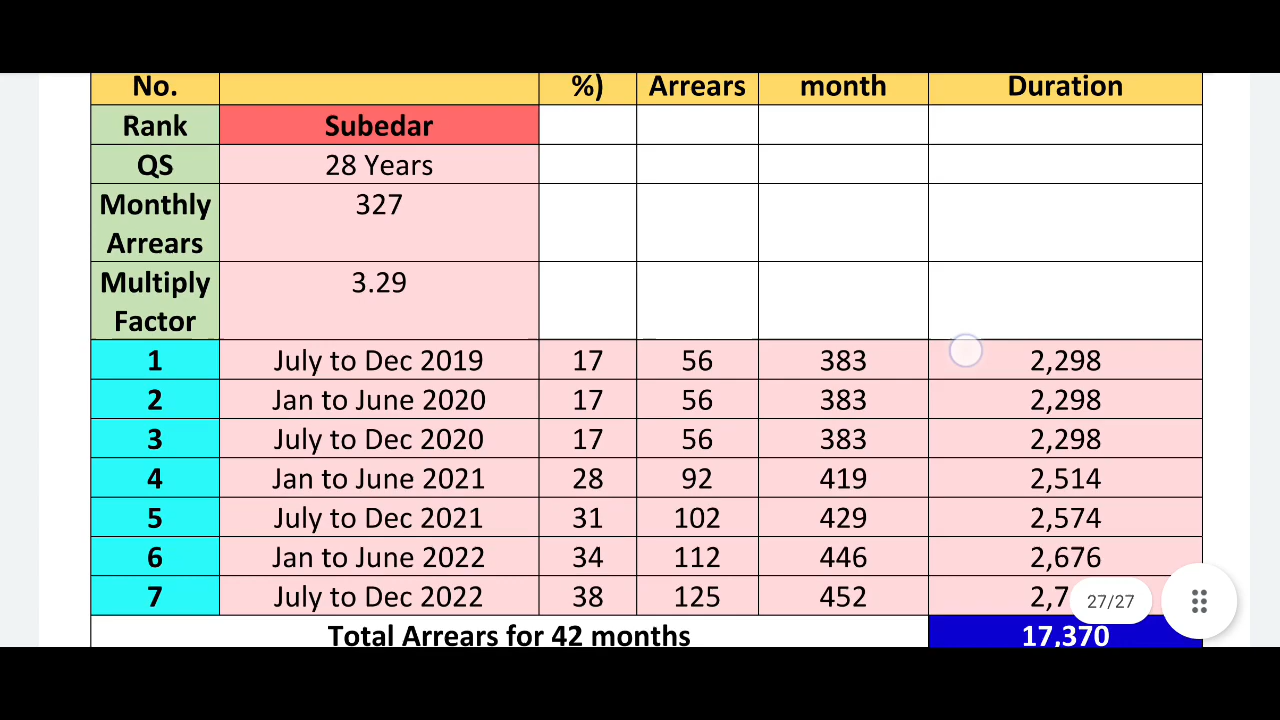 No. %) Arrears month Duration
Rank Subedar
QS 28 Years
Monthly 327
Arrears
Multiply 3.29
Factor
1 July to Dec 2019 17 56 383 2,298
2 Jan to June 2020 17 56 383 2,298
3 July to Dec 2020 17 56 383 2,298
4 Jan to June 2021 28 92 419 2,514
5 July to Dec 2021 31 102 429 2,574
6 Jan to June 2022 34 112 446 2,676
7 July to Dec 2022 38 125 452
27/27
Total Arrears for 42 months 17,370